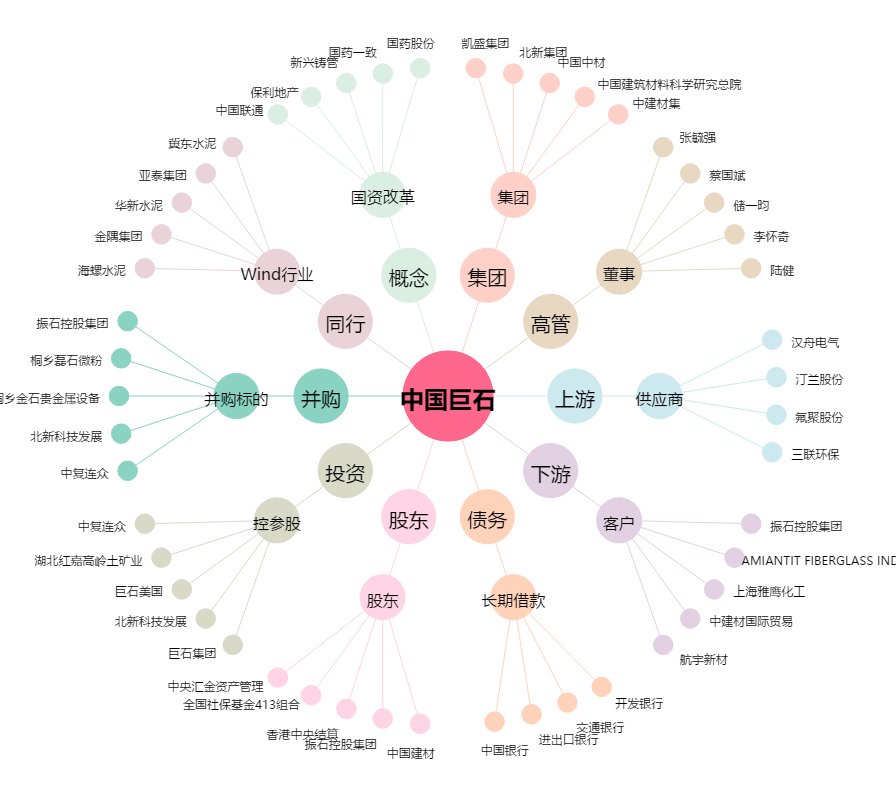 凯盛集团
国药股份
北新集团
国药一致
中国中材
新兴铸管
中国建筑材料科学研究总院
保利地产
中建材集
中国联通
张毓强
冀东水泥
蔡国斌
亚泰集团
国资改革
集团
储一昀
华新水泥
李怀奇
金隅集团
陆健
海螺水泥
Wind行业
董事
概念
集团
振石控股集团
同行
高管
汉舟电气
桐乡磊石微粉
汀兰股份
乡金石贵金属设备
并购标的
并购
中国巨石
上游
供应商
氟聚股份
北新科技发展
三联环保
中复连众
投资
下游
中复连众
控参股
股东
债务
客户
振石控股集团
湖北红嘉高岭土矿业
AMIANTIT FIBERGLASS IND
巨石美国
上海雅鹰化工
股东
长期借款
北新科技发展
中建材国际贸易
巨石集团
航宇新材
中央汇金资产管理
全国社保基金413组合
开发银行
香港中央结算
交通银行
振石控股集团
进出口银行
中国建材
中国银行